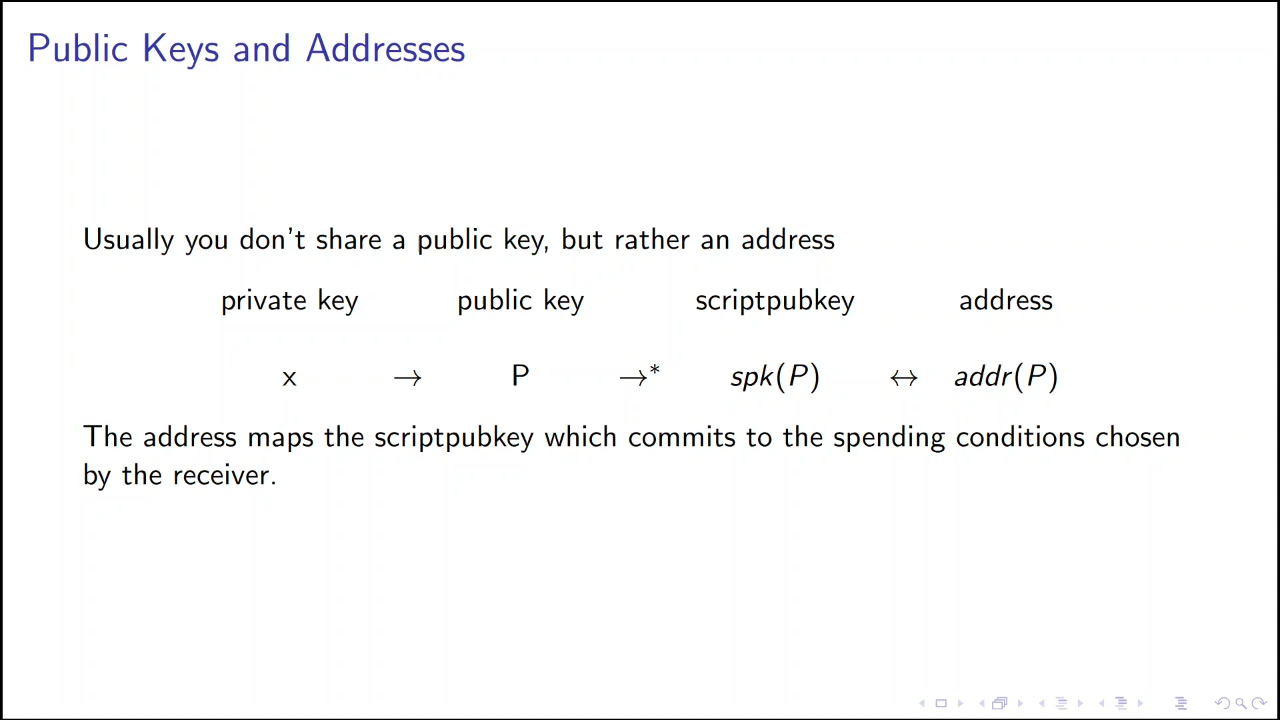 Public Keys and Addresses
Usually you don't share a public key, but rather an address
private key public key scriptpubkey address
x → P →* spk(P) ↔ addr(P)
The address maps the scriptpubkey which commits to the spending conditions chosen
by the receiver.